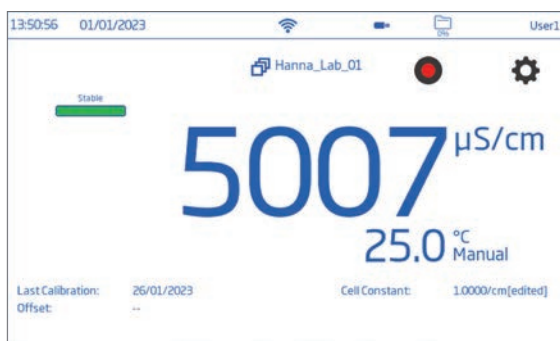 13:50:56 01/01/2023 0% User1
Hanna_Lab_01
Stable
5007 µS/cm
25.0 °C
Manual
Last Calibration: 26/01/2023 Cell Constant: 1.0000/cm[edited]
Offset: --